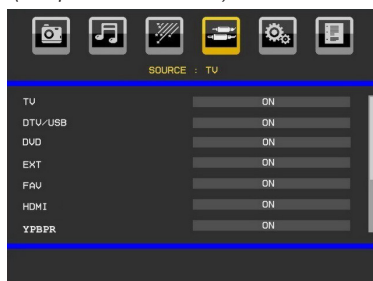 SOURCE : TV
TV ON
DTV/USB ON
DVD ON
EXT ON
FAV ON
HDMI ON
YPBPR ON